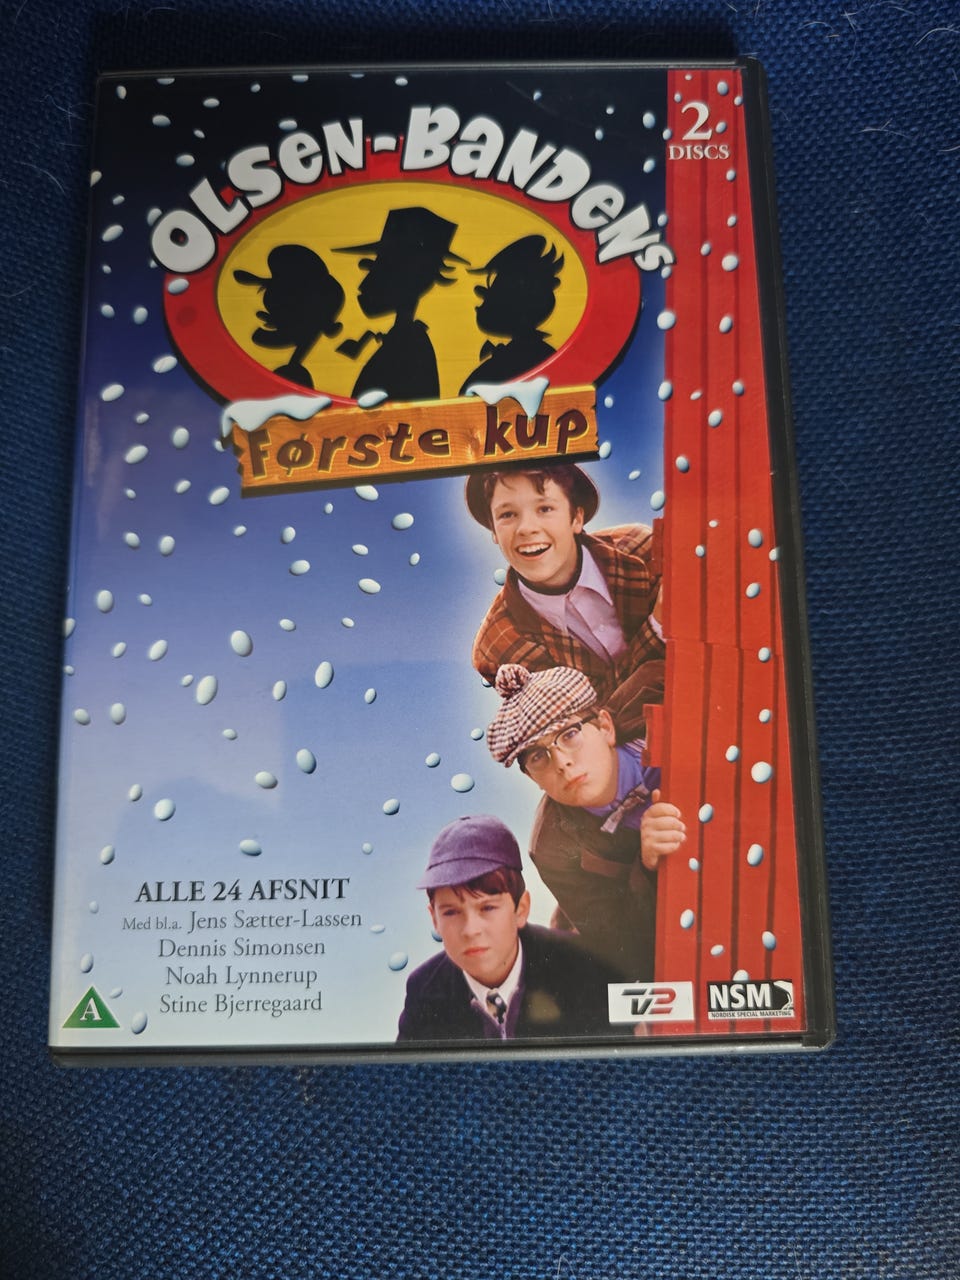 2
DISCS
OLSEN-BANDENS
Første kup
ALLE 24 AFSNIT
Med bl.a. Jens Sætter-Lassen
Dennis Simonsen
Noah Lynnerup
Stine Bjerregaard
A
TV2
NSM
NORDISK SPECIAL MARKETING